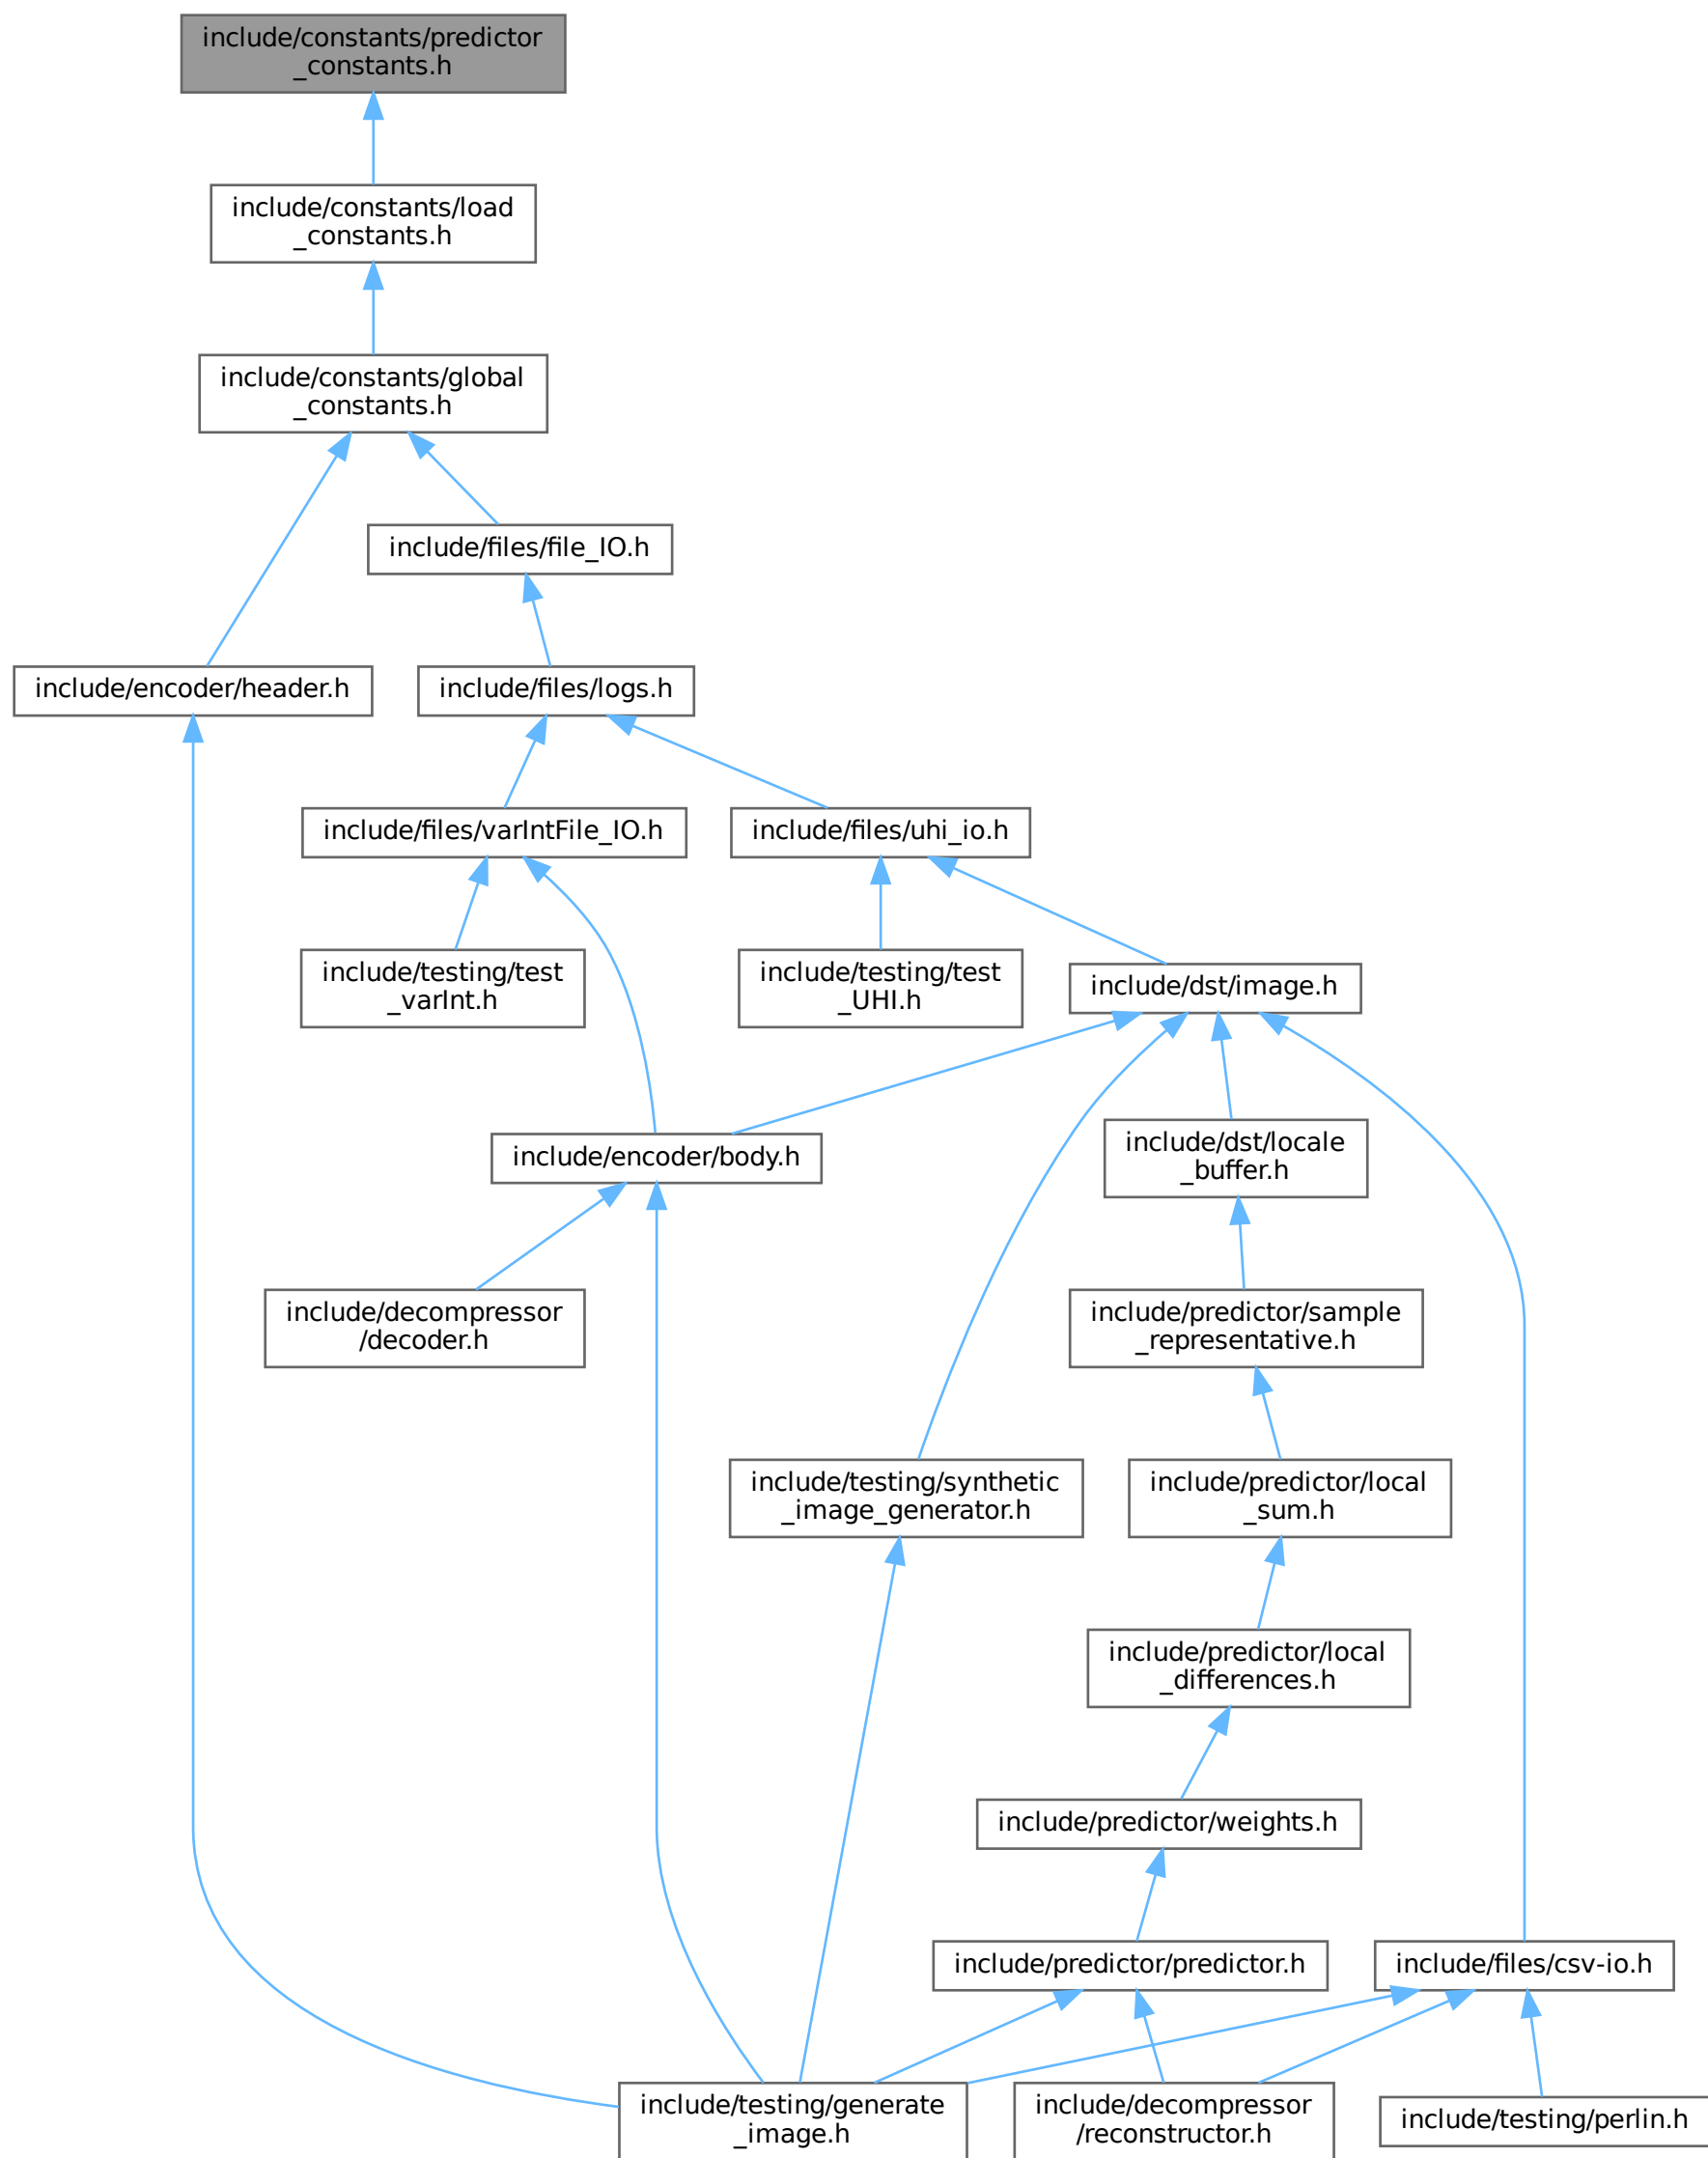 include/constants/predictor
_constants.h
include/constants/load
_constants.h
include/constants/global
_constants.h
include/files/file_IO.h
include/encoder/header.h
include/files/logs.h
include/files/varIntFile_IO.h
include/files/uhi_io.h
include/testing/test
_varInt.h
include/testing/test
_UHI.h
include/dst/image.h
include/encoder/body.h
include/dst/locale
_buffer.h
include/decompressor
/decoder.h
include/predictor/sample
_representative.h
include/testing/synthetic
_image_generator.h
include/predictor/local
_sum.h
include/predictor/local
_differences.h
include/predictor/weights.h
include/predictor/predictor.h
include/files/csv-io.h
include/testing/generate
_image.h
include/decompressor
/reconstructor.h
include/testing/perlin.h